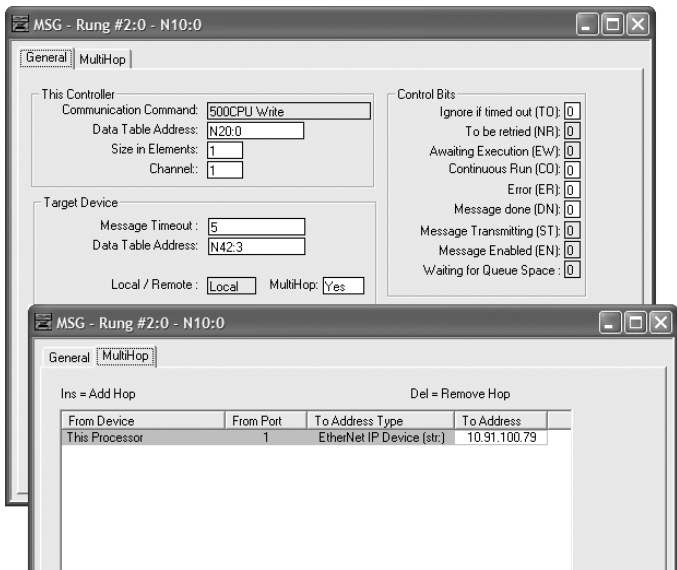 MSG - Rung #2:0 - N10:0
General MultiHop
This Controller
Communication Command: 500CPU Write
Data Table Address: N20:0
Size in Elements: 1
Channel:: 1
Target Device
Message Timeout : 5
Data Table Address: N42:3
Local / Remote : Local MultiHop: Yes
Control Bits
Ignore if timed out (TO): 0
To be retried (NR): 0
Awaiting Execution (EW): 0
Continuous Run (CO): 0
Error (ER): 0
Message done (DN): 0
Message Transmitting (ST): 0
Message Enabled (EN): 0
Waiting for Queue Space : 0
MSG - Rung #2:0 - N10:0
General MultiHop
Ins = Add Hop Del = Remove Hop
From Device From Port To Address Type To Address
This Processor 1 EtherNet IP Device (str:) 10.91.100.79